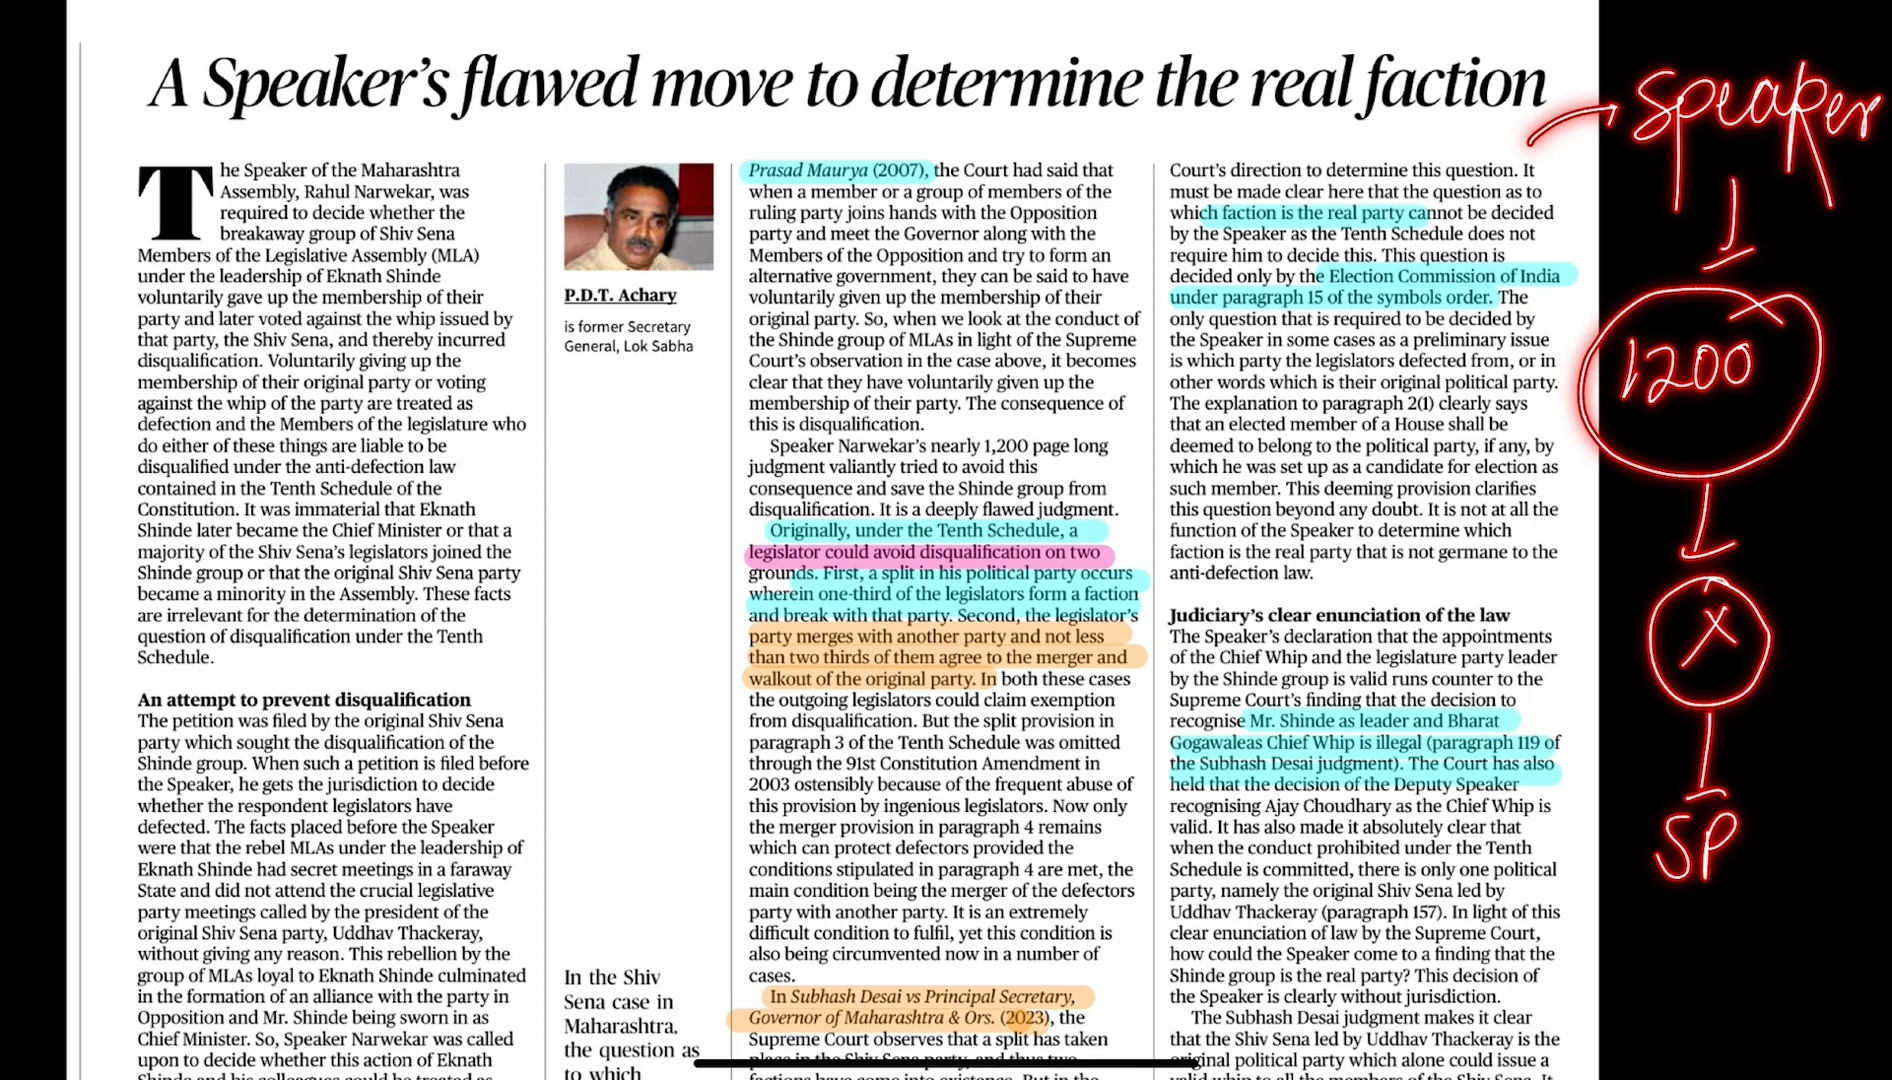 A Speaker's flawed move to determine the real faction
The Speaker of the Maharashtra
Assembly, Rahul Narwekar, was
required to decide whether the
breakaway group of Shiv Sena
Members of the Legislative Assembly (MLA)
under the leadership of Eknath Shinde
voluntarily gave up the membership of their
party and later voted against the whip issued by
that party, the Shiv Sena, and thereby incurred
disqualification. Voluntarily giving up the
membership of their original party or voting
against the whip of the party are treated as
defection and the Members of the legislature who
do either of these things are liable to be
disqualified under the anti-defection law
contained in the Tenth Schedule of the
Constitution. It was immaterial that Eknath
Shinde later became the Chief Minister or that a
majority of the Shiv Sena's legislators joined the
Shinde group or that the original Shiv Sena party
became a minority in the Assembly. These facts
are irrelevant for the determination of the
question of disqualification under the Tenth
Schedule.
An attempt to prevent disqualification
The petition was filed by the original Shiv Sena
party which sought the disqualification of the
Shinde group. When such a petition is filed before
the Speaker, he gets the jurisdiction to decide
whether the respondent legislators have
defected. The facts placed before the Speaker
were that the rebel MLAs under the leadership of
Eknath Shinde had secret meetings in a faraway
State and did not attend the crucial legislative
party meetings called by the president of the
original Shiv Sena party, Uddhav Thackeray,
without giving any reason. This rebellion by the
group of MLAs loyal to Eknath Shinde culminated
in the formation of an alliance with the party in
Opposition and Mr. Shinde being sworn in as
Chief Minister. So, Speaker Narwekar was called
upon to decide whether this action of Eknath
Shinde and his colleagues could be treated as
P.D.T. Achary
is former Secretary
General, Lok Sabha
In the Shiv
Sena case in
Maharashtra,
the question as
to which
Prasad Maurya (2007), the Court had said that
when a member or a group of members of the
ruling party joins hands with the Opposition
party and meet the Governor along with the
Members of the Opposition and try to form an
alternative government, they can be said to have
voluntarily given up the membership of their
original party. So, when we look at the conduct of
the Shinde group of MLAs in light of the Supreme
Court's observation in the case above, it becomes
clear that they have voluntarily given up the
membership of their party. The consequence of
this is disqualification.
Speaker Narwekar's nearly 1,200 page long
judgment valiantly tried to avoid this
consequence and save the Shinde group from
disqualification. It is a deeply flawed judgment.
Originally, under the Tenth Schedule, a
legislator could avoid disqualification on two
grounds. First, a split in his political party occurs
wherein one-third of the legislators form a faction
and break with that party. Second, the legislator's
party merges with another party and not less
than two thirds of them agree to the merger and
walkout of the original party. In both these cases
the outgoing legislators could claim exemption
from disqualification. But the split provision in
paragraph 3 of the Tenth Schedule was omitted
through the 91st Constitution Amendment in
2003 ostensibly because of the frequent abuse of
this provision by ingenious legislators. Now only
the merger provision in paragraph 4 remains
which can protect defectors provided the
conditions stipulated in paragraph 4 are met, the
main condition being the merger of the defectors
party with another party. It is an extremely
difficult condition to fulfil, yet this condition is
also being circumvented now in a number of
cases.
In Subhash Desai vs Principal Secretary,
Governor of Maharashtra & Ors. (2023), the
Supreme Court observes that a split has taken
place in the Shiv Sena party, and thus two
factions have come into existence. But in the
Court's direction to determine this question. It
must be made clear here that the question as to
which faction is the real party cannot be decided
by the Speaker as the Tenth Schedule does not
require him to decide this. This question is
decided only by the Election Commission of India
under paragraph 15 of the symbols order. The
only question that is required to be decided by
the Speaker in some cases as a preliminary issue
is which party the legislators defected from, or in
other words which is their original political party.
The explanation to paragraph 2(1) clearly says
that an elected member of a House shall be
deemed to belong to the political party, if any, by
which he was set up as a candidate for election as
such member. This deeming provision clarifies
this question beyond any doubt. It is not at all the
function of the Speaker to determine which
faction is the real party that is not germane to the
anti-defection law.
Judiciary's clear enunciation of the law
The Speaker's declaration that the appointments
of the Chief Whip and the legislature party leader
by the Shinde group is valid runs counter to the
Supreme Court's finding that the decision to
recognise Mr. Shinde as leader and Bharat
Gogawaleas Chief Whip is illegal (paragraph 119 of
the Subhash Desai judgment). The Court has also
held that the decision of the Deputy Speaker
recognising Ajay Choudhary as the Chief Whip is
valid. It has also made it absolutely clear that
when the conduct prohibited under the Tenth
Schedule is committed, there is only one political
party, namely the original Shiv Sena led by
Uddhav Thackeray (paragraph 157). In light of this
clear enunciation of law by the Supreme Court,
how could the Speaker come to a finding that the
Shinde group is the real party? This decision of
the Speaker is clearly without jurisdiction.
The Subhash Desai judgment makes it clear
that the Shiv Sena led by Uddhav Thackeray is the
original political party which alone could issue a
valid whip to all the members of the Shiv Sena. It
Speaker
1200
X
SP